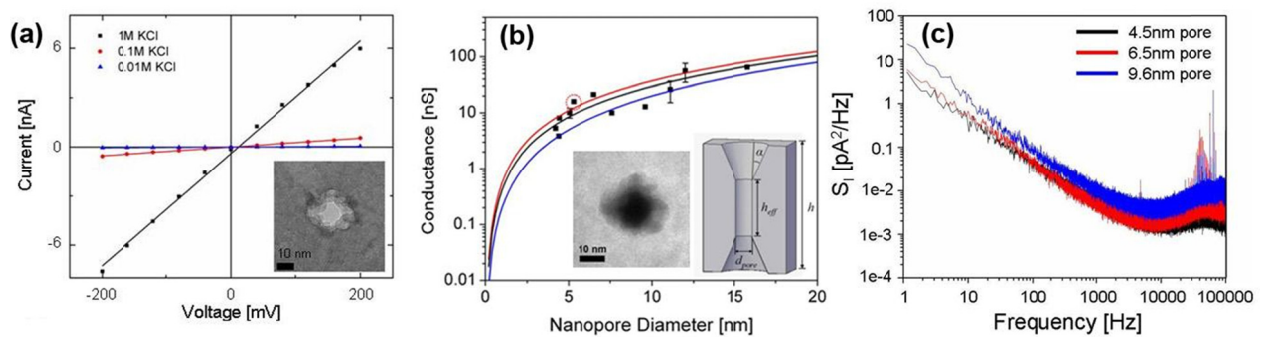 (a)
1M KCl
0.1M KCl
0.01M KCl
6
0
-6
Current [nA]
-200
0
200
Voltage [mV]
10 nm
(b)
100
10
1
0.1
0.01
Conductance [nS]
0
5
10
15
20
Nanopore Diameter [nm]
10 nm
α
h_eff
h
d_pore
(c)
4.5nm pore
6.5nm pore
9.6nm pore
100
10
1
0.1
1e-2
1e-3
1e-4
S_I [pA²/Hz]
1
10
100
1000
10000
100000
Frequency [Hz]